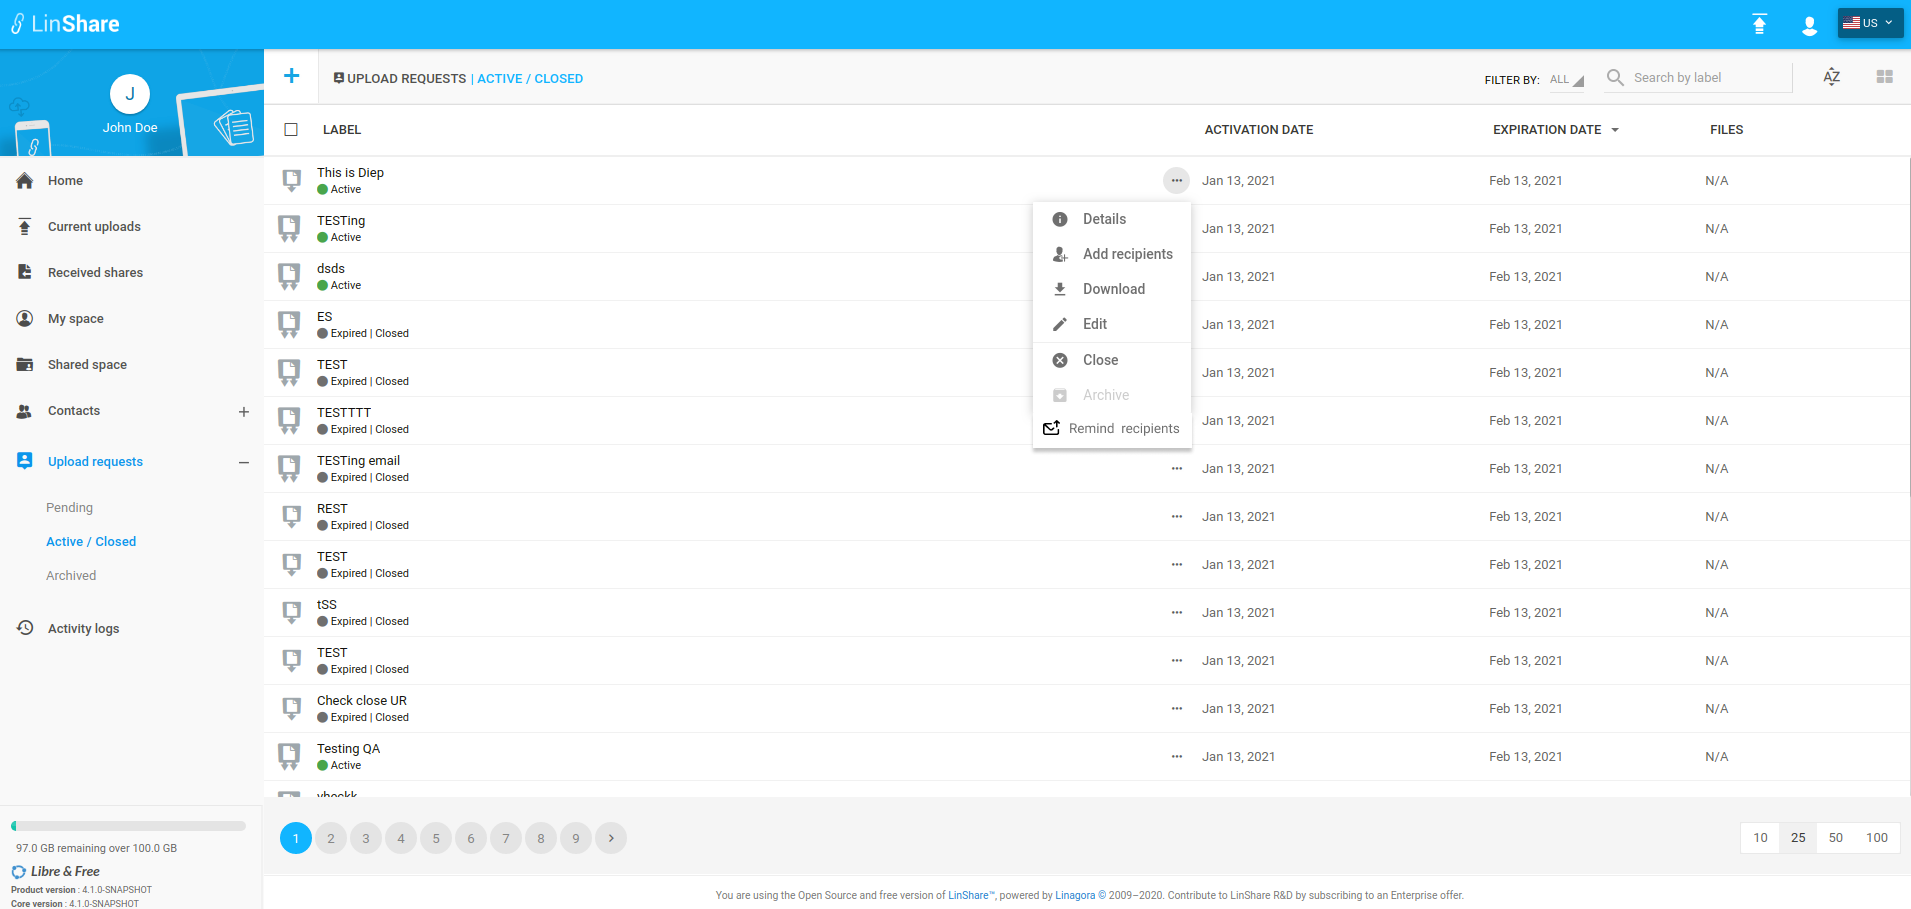 LinShare
US
J
John Doe
Home
Current uploads
Received shares
My space
Shared space
Contacts
Upload requests
Pending
Active / Closed
Archived
Activity logs
97.0 GB remaining over 100.0 GB
Libre & Free
Product version : 4.1.0-SNAPSHOT
Core version : 4.1.0-SNAPSHOT
UPLOAD REQUESTS | ACTIVE / CLOSED
FILTER BY: ALL
Search by label
AZ
LABEL ACTIVATION DATE EXPIRATION DATE FILES
This is Diep
Active
Jan 13, 2021 Feb 13, 2021 N/A
TESTing
Active
Jan 13, 2021 Feb 13, 2021 N/A
dsds
Active
Jan 13, 2021 Feb 13, 2021 N/A
ES
Expired | Closed
Jan 13, 2021 Feb 13, 2021 N/A
TEST
Expired | Closed
Jan 13, 2021 Feb 13, 2021 N/A
TESTTTT
Expired | Closed
Jan 13, 2021 Feb 13, 2021 N/A
TESTing email
Expired | Closed
Jan 13, 2021 Feb 13, 2021 N/A
REST
Expired | Closed
Jan 13, 2021 Feb 13, 2021 N/A
TEST
Expired | Closed
Jan 13, 2021 Feb 13, 2021 N/A
tSS
Expired | Closed
Jan 13, 2021 Feb 13, 2021 N/A
TEST
Expired | Closed
Jan 13, 2021 Feb 13, 2021 N/A
Check close UR
Expired | Closed
Jan 13, 2021 Feb 13, 2021 N/A
Testing QA
Active
Jan 13, 2021 Feb 13, 2021 N/A
Details
Add recipients
Download
Edit
Close
Archive
Remind recipients
1 2 3 4 5 6 7 8 9
10 25 50 100
You are using the Open Source and free version of LinShare™, powered by Linagora © 2009–2020. Contribute to LinShare R&D by subscribing to an Enterprise offer.